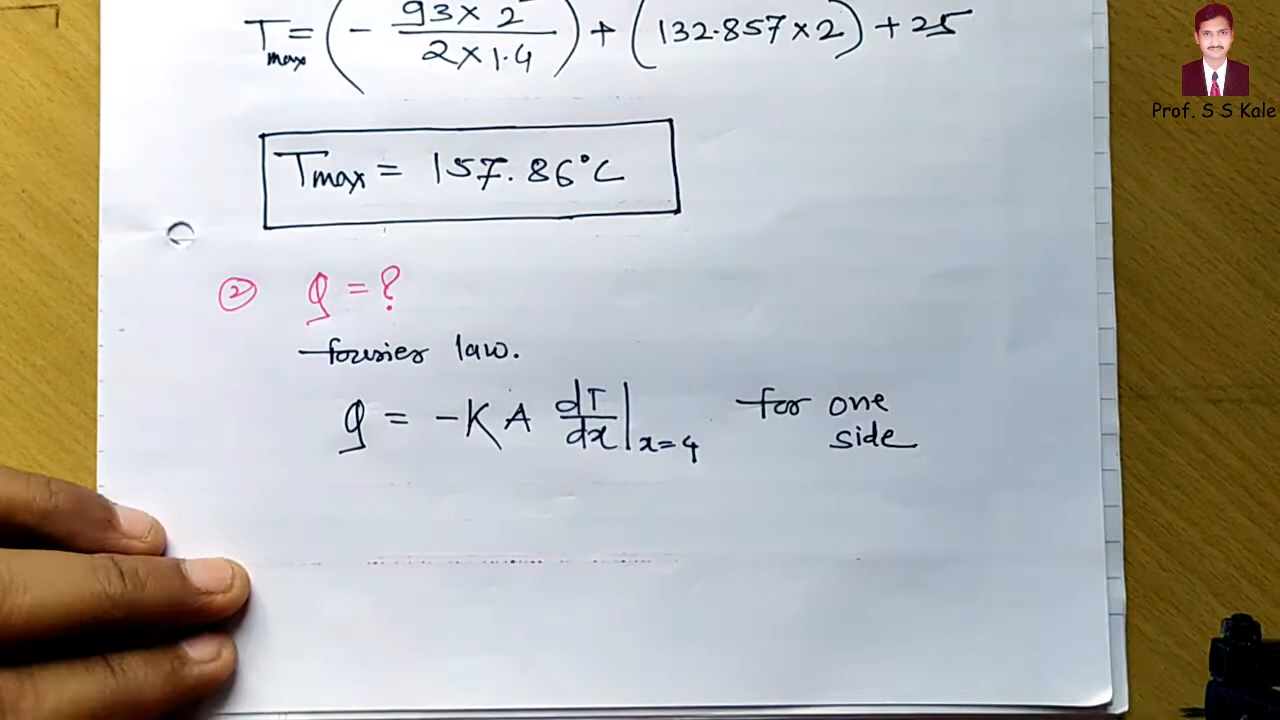 Tmax = (- 93 × 2 / 2 × 1.4) + (132.857 × 2) + 25
Prof. S S Kale
Tmax = 157.86°C
② Q = ?
fourier law.
Q = -K A dT/dx |x=4 for one side